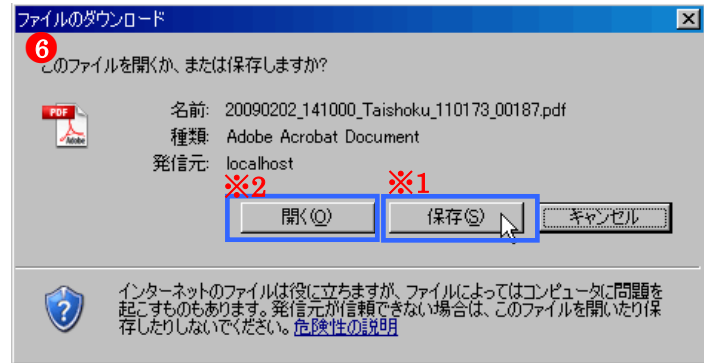 ファイルのダウンロード
6
このファイルを開くか、または保存しますか?
PDF
Adobe
名前: 20090202_141000_Taishoku_110173_00187.pdf
種類: Adobe Acrobat Document
発信元: localhost
※2 ※1
開く(O) 保存(S) キャンセル
インターネットのファイルは役に立ちますが、ファイルによってはコンピュータに問題を
起こすものもあります。発信元が信頼できない場合は、このファイルを開いたり保
存したりしないでください。危険性の説明